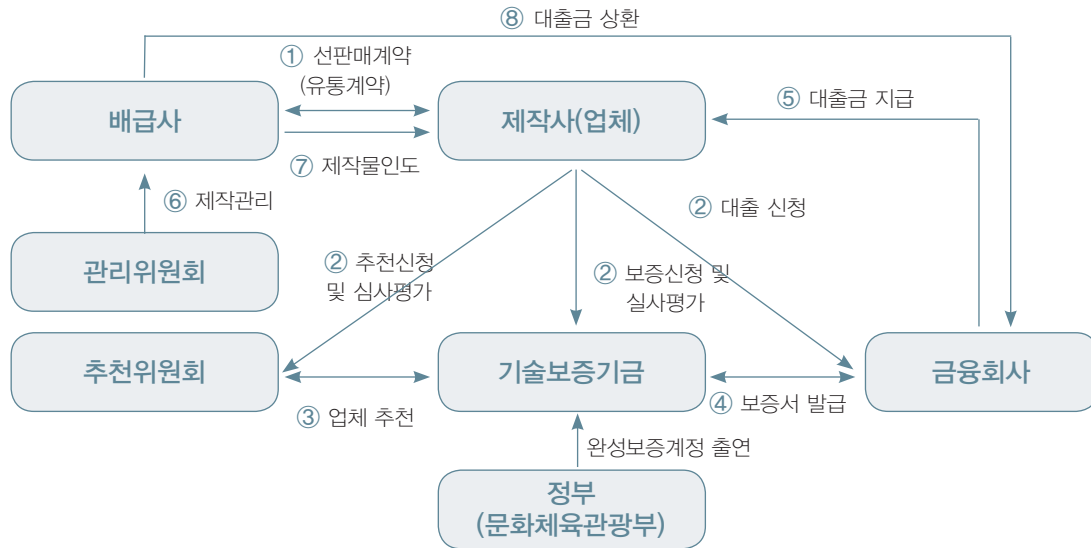 ⑧ 대출금 상환
① 선판매계약
(유통계약)
배급사
제작사(업체)
⑤ 대출금 지급
⑦ 제작물인도
⑥ 제작관리
② 대출 신청
관리위원회
② 추천신청
및 심사평가
② 보증신청 및
실사평가
추천위원회
기술보증기금
금융회사
③ 업체 추천
④ 보증서 발급
완성보증계정 출연
정부
(문화체육관광부)